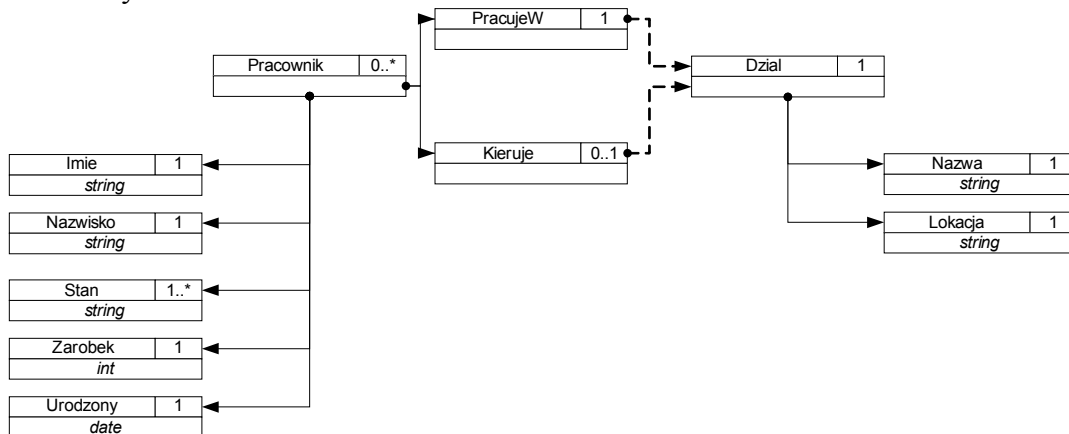 PracujeW 1
Pracownik 0..*
Dzial 1
Kieruje 0..1
Imie 1
string
Nazwisko 1
string
Stan 1..*
string
Zarobek 1
int
Urodzony 1
date
Nazwa 1
string
Lokacja 1
string